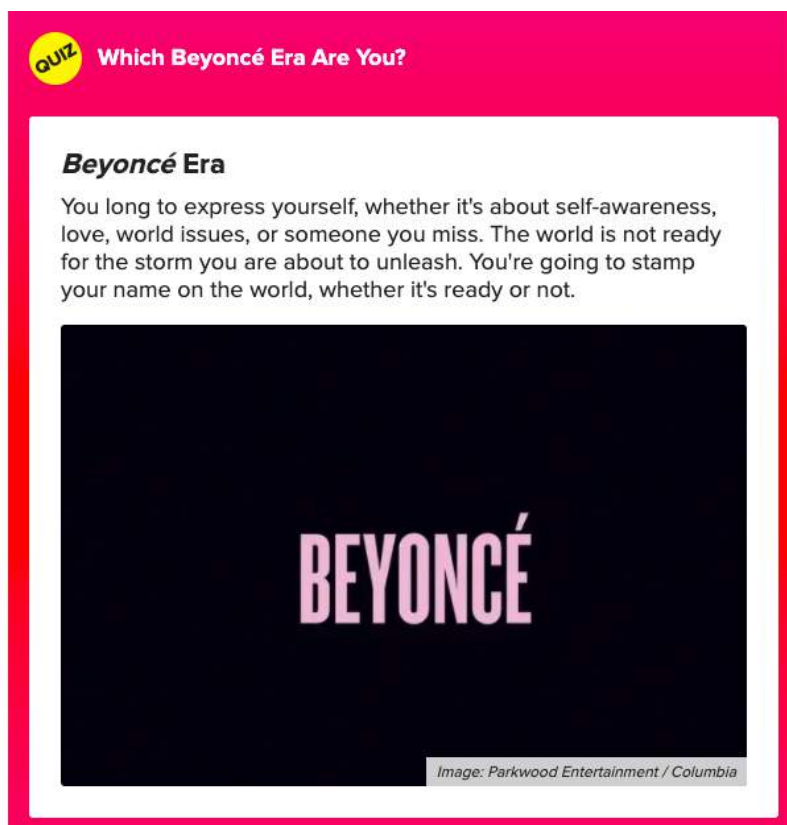 QUIZ
Which Beyoncé Era Are You?
Beyoncé Era
You long to express yourself, whether it's about self-awareness,
love, world issues, or someone you miss. The world is not ready
for the storm you are about to unleash. You're going to stamp
your name on the world, whether it's ready or not.
BEYONCÉ
Image: Parkwood Entertainment / Columbia